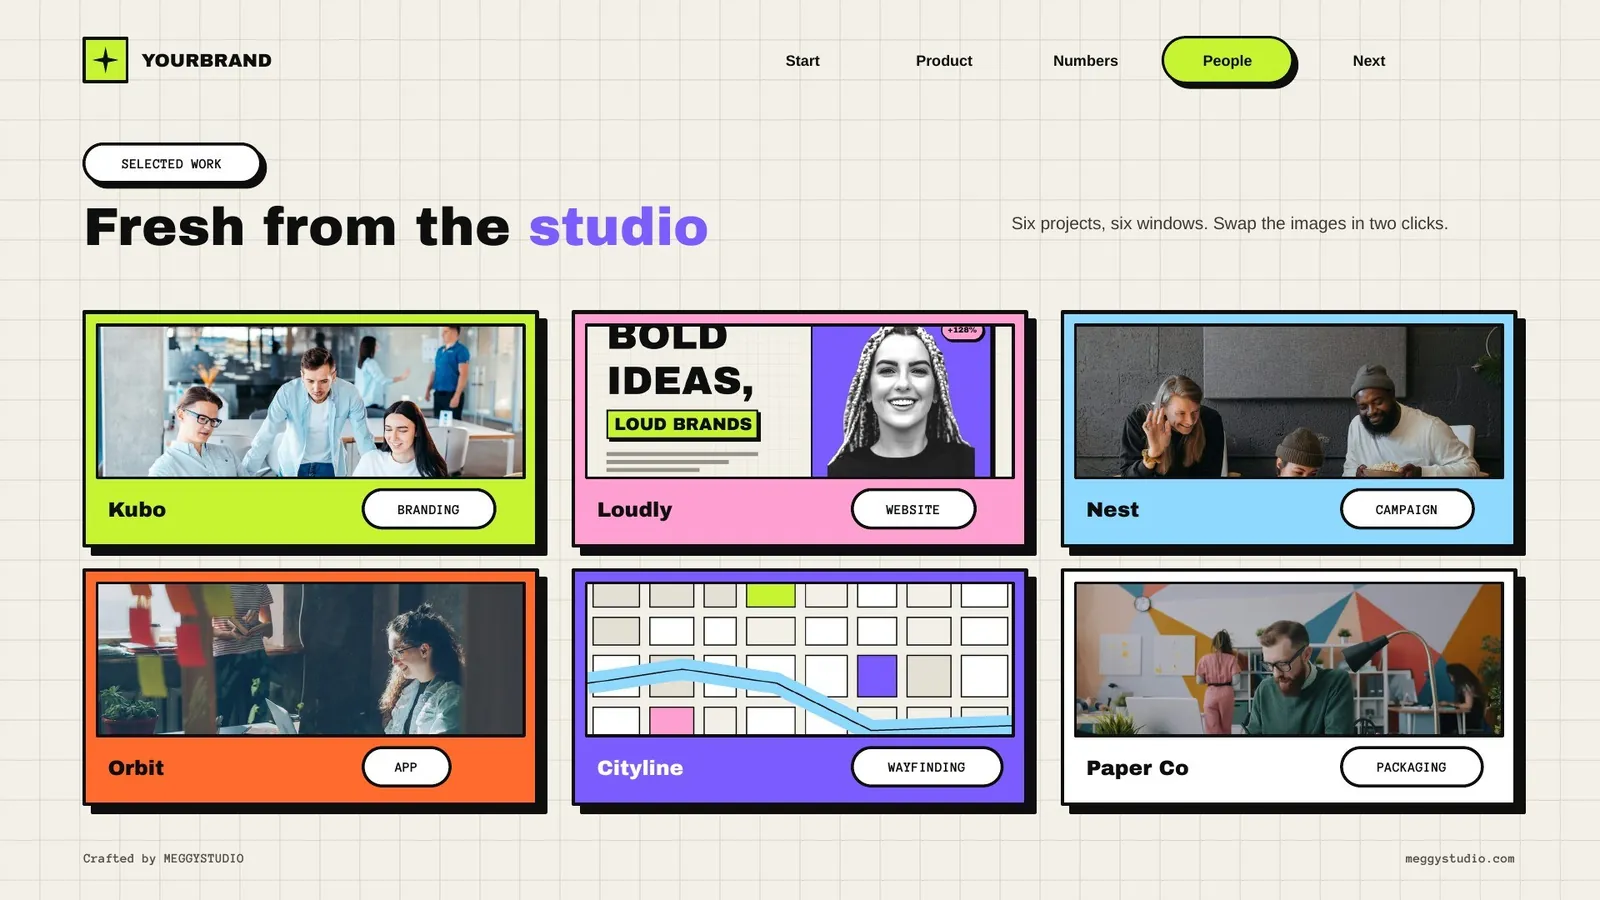 YOURBRAND
Start
Product
Numbers
People
Next
SELECTED WORK
Fresh from the studio
Six projects, six windows. Swap the images in two clicks.
BOLD
IDEAS,
LOUD BRANDS
+128%
Kubo
BRANDING
Loudly
WEBSITE
Nest
CAMPAIGN
Orbit
APP
Cityline
WAYFINDING
Paper Co
PACKAGING
Crafted by MEGGYSTUDIO
meggystudio.com